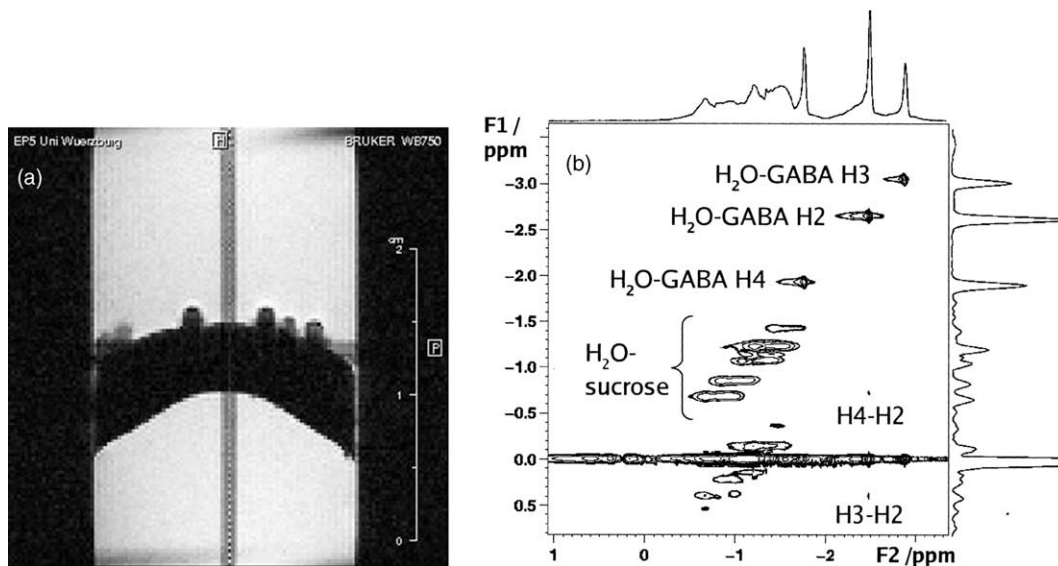 EP5 Uni Wuerzburg
H
BRUKER WB750
(a)
cm
2
P
1
0
F1 /
ppm
(b)
-3.0
H₂O-GABA H3
H₂O-GABA H2
-2.5
-2.0
H₂O-GABA H4
-1.5
H₂O-
sucrose
-1.0
-0.5
H4-H2
0.0
0.5
H3-H2
1
0
-1
-2
F2 /ppm